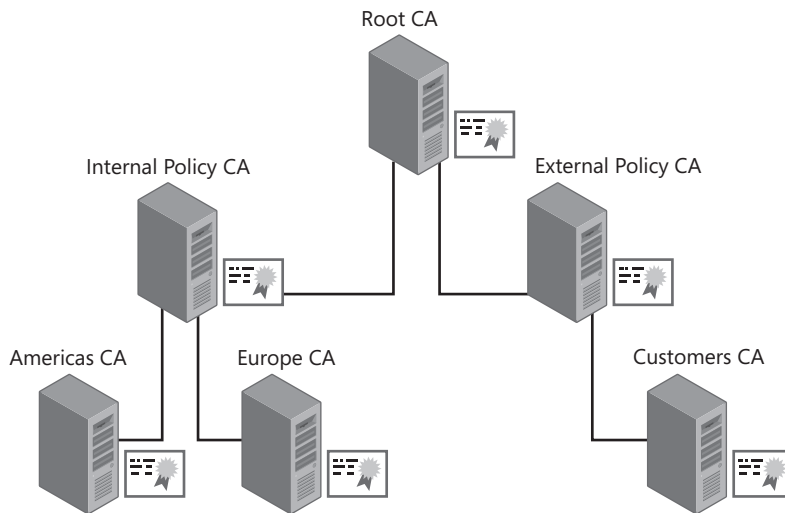 Root CA
Internal Policy CA
External Policy CA
Americas CA
Europe CA
Customers CA